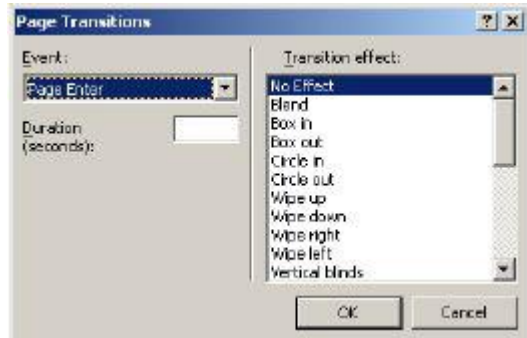 Page Transitions
Event:
Page Enter
Duration
(seconds):
Transition effect:
No Effect
Blend
Box in
Box out
Circle in
Circle out
Wipe up
Wipe down
Wipe right
Wipe left
Vertical blinds
OK
Cancel